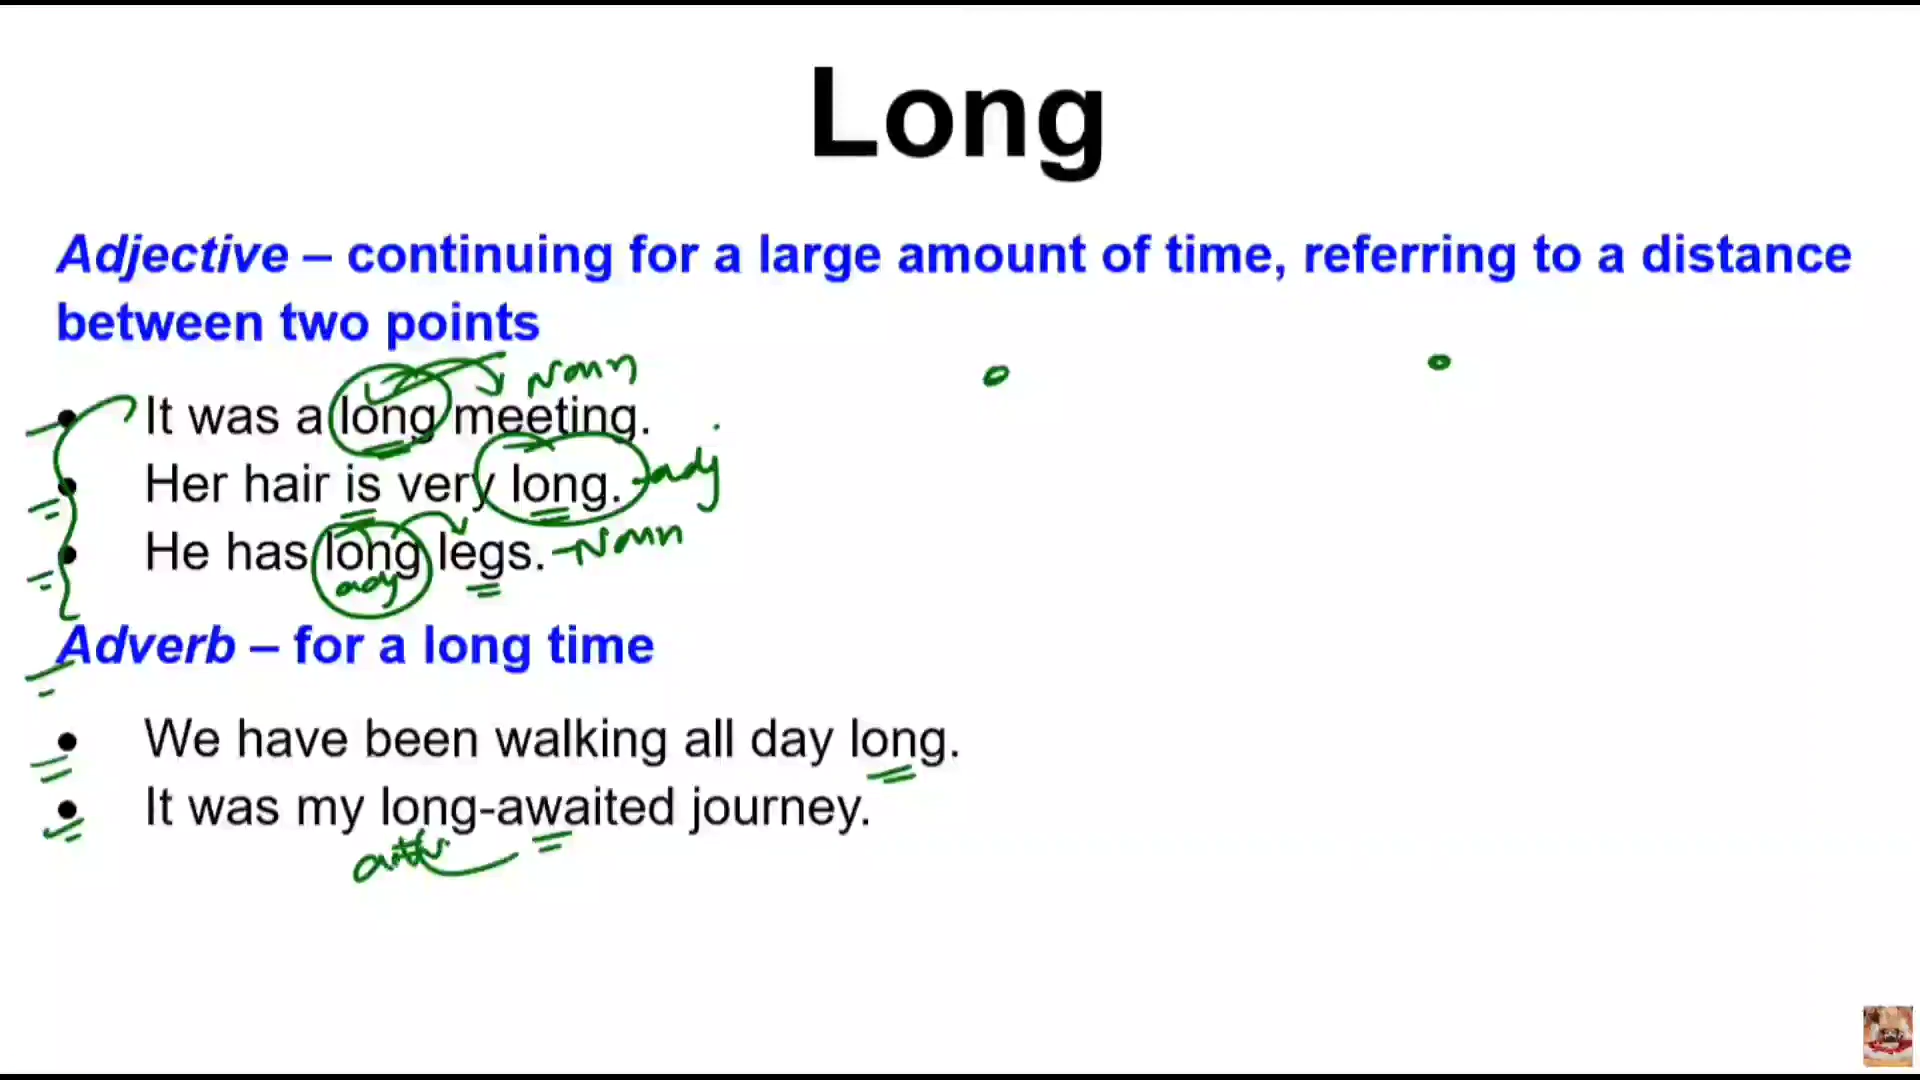 Long
Adjective – continuing for a large amount of time, referring to a distance
between two points
Noun
• It was a long meeting.
• Her hair is very long. adj
• He has long legs. Noun
adj
Adverb – for a long time
• We have been walking all day long.
• It was my long-awaited journey.